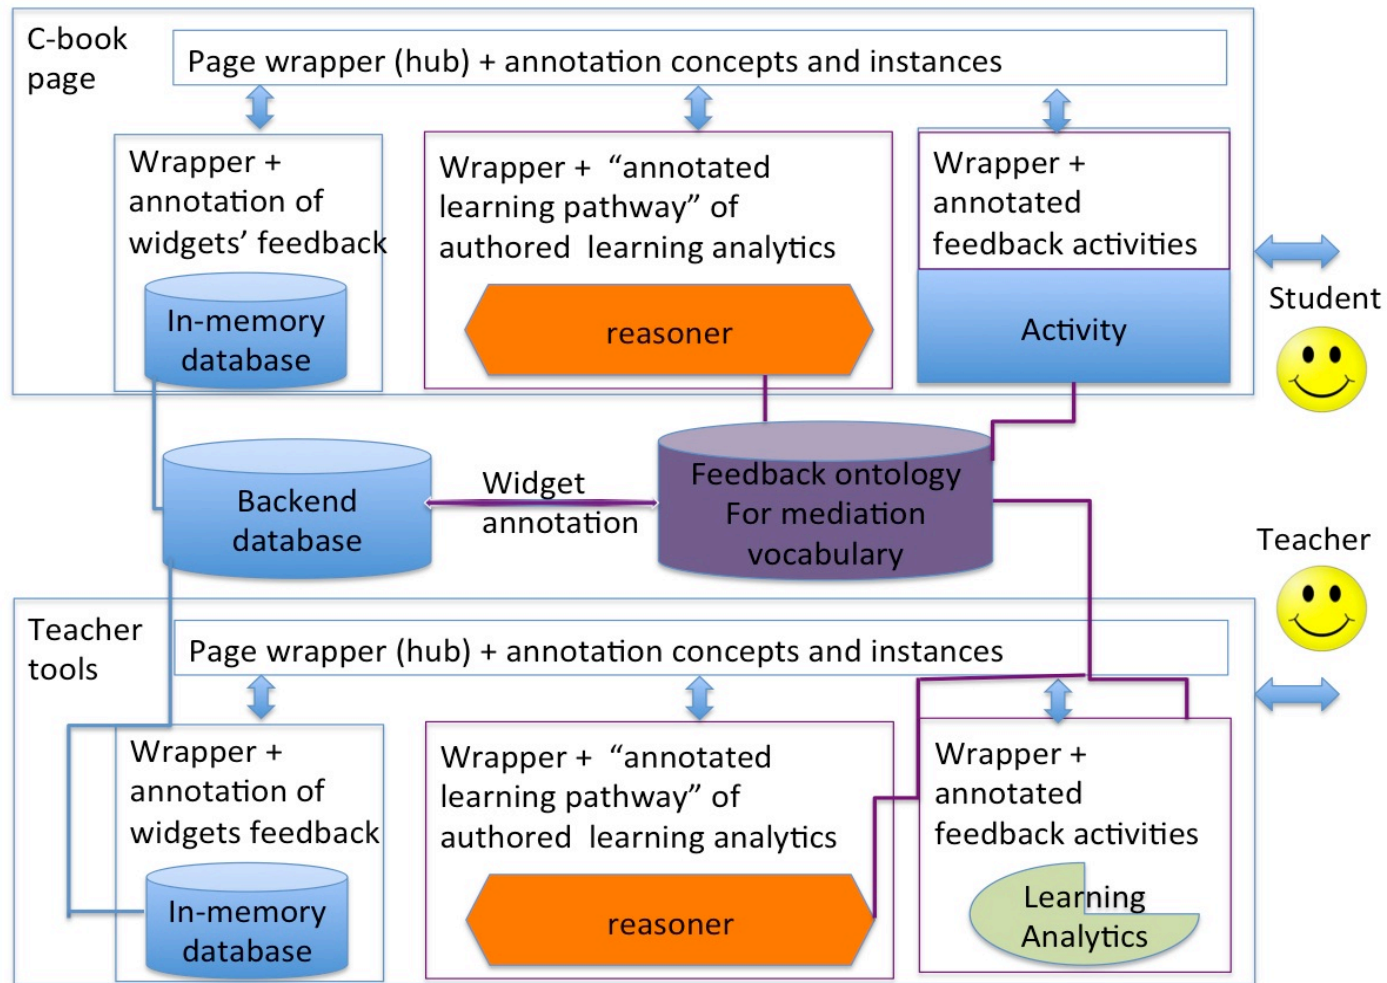 C-book
page
Page wrapper (hub) + annotation concepts and instances
Wrapper +
annotation of
widgets’ feedback
In-memory
database
Wrapper + “annotated
learning pathway” of
authored learning analytics
reasoner
Wrapper +
annotated
feedback activities
Activity
Student
Backend
database
Widget
annotation
Feedback ontology
For mediation
vocabulary
Teacher
Teacher
tools
Page wrapper (hub) + annotation concepts and instances
Wrapper +
annotation of
widgets feedback
In-memory
database
Wrapper + “annotated
learning pathway” of
authored learning analytics
reasoner
Wrapper +
annotated
feedback activities
Learning
Analytics